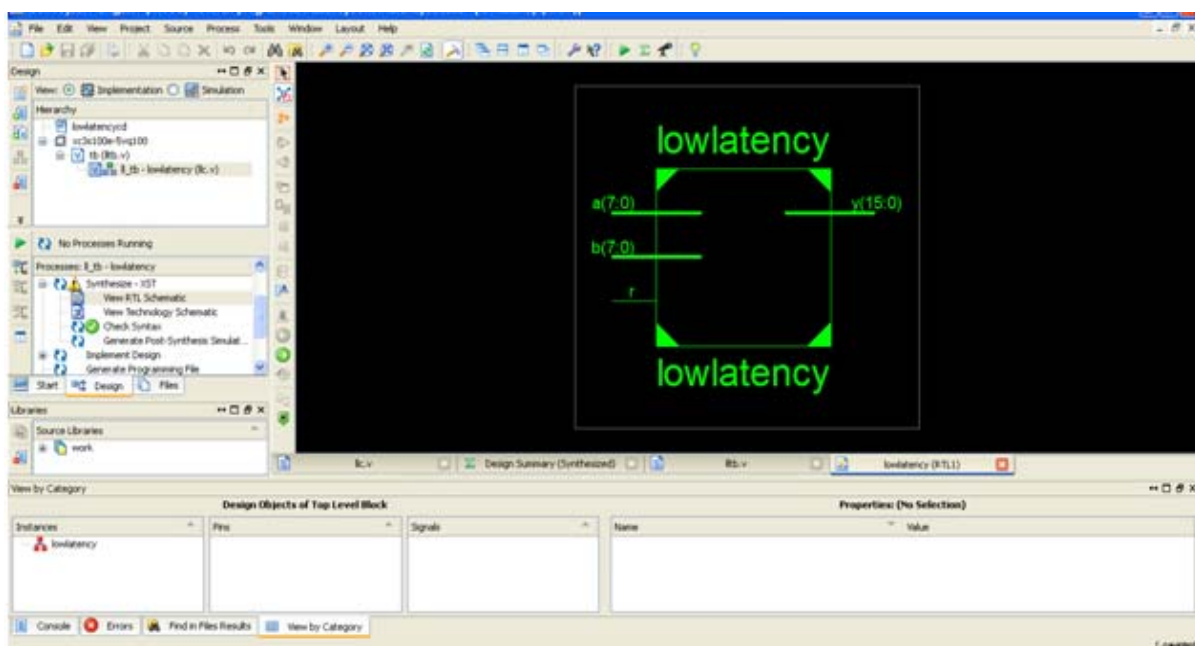 File Edit View Project Source Process Tools Window Layout Help
Design
View: Implementation Simulation
Hierarchy
lowlatencycd
xc3s100e-5vq100
tb (lltb.v)
ll_tb - lowlatency (llc.v)
No Processes Running
Processes: ll_tb - lowlatency
Synthesize - XST
View RTL Schematic
View Technology Schematic
Check Syntax
Generate Post-Synthesis Simulat...
Implement Design
Generate Programming File
Start Design Files
Libraries
Source Libraries
work
lowlatency
a(7:0)
y(15:0)
b(7:0)
r
lowlatency
llc.v Design Summary (Synthesized) lltb.v lowlatency (RTL1)
View by Category
Design Objects of Top Level Block Properties: (No Selection)
Instances Pins Signals Name Value
lowlatency
Console Errors Find in Files Results View by Category